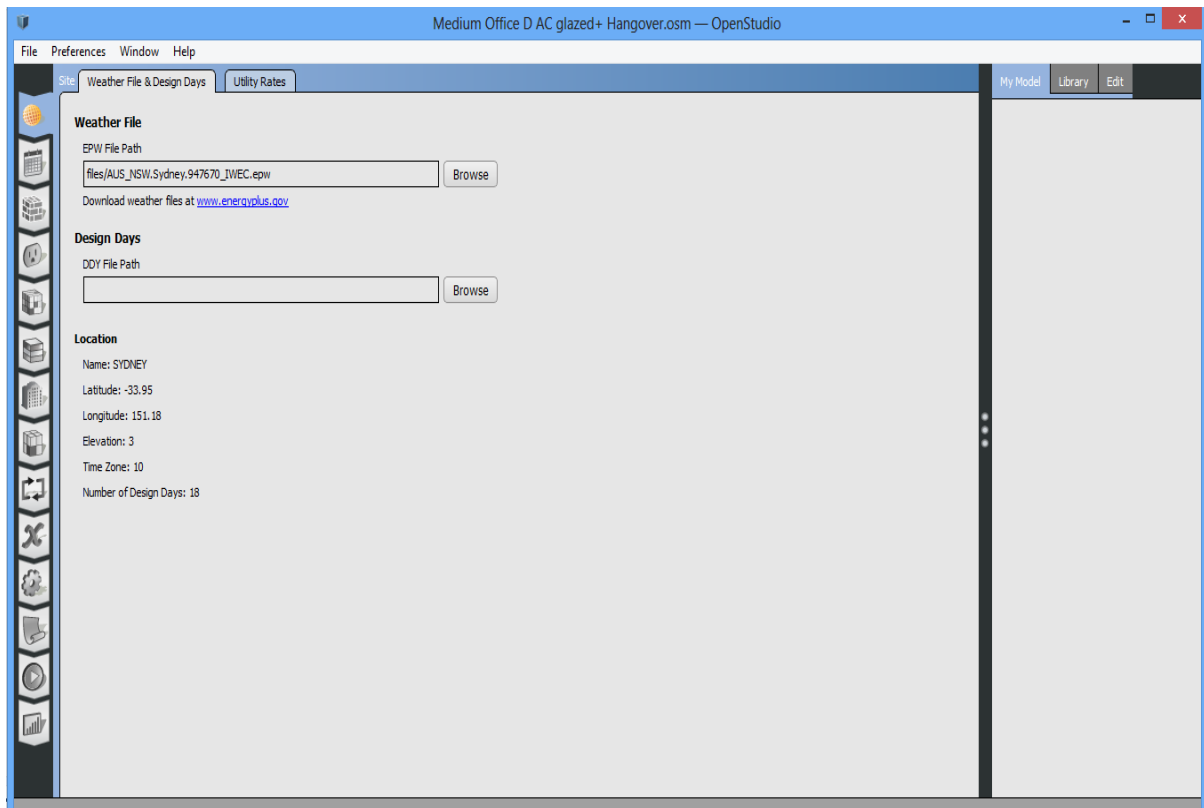 Medium Office D AC glazed+ Hangover.osm — OpenStudio
File Preferences Window Help
Site Weather File & Design Days Utility Rates
My Model Library Edit
Weather File
EPW File Path
files/AUS_NSW.Sydney.947670_IWEC.epw Browse
Download weather files at www.energyplus.gov
Design Days
DDY File Path
Browse
Location
Name: SYDNEY
Latitude: -33.95
Longitude: 151.18
Elevation: 3
Time Zone: 10
Number of Design Days: 18